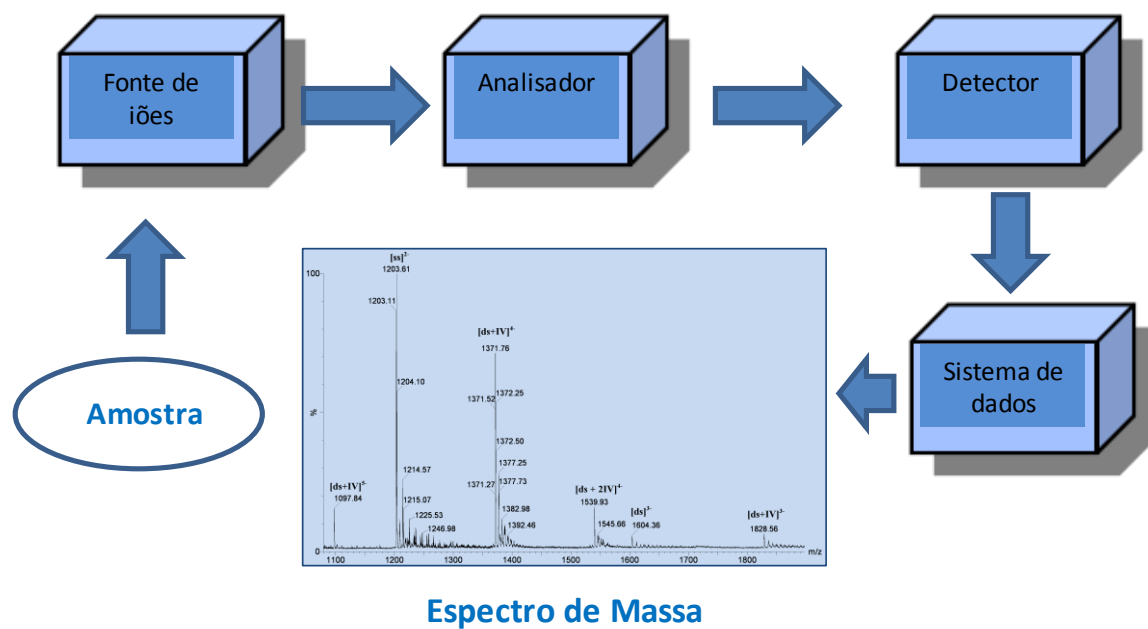 Fonte de
iões
Analisador
Detector
Amostra
Sistema de
dados
[ss]²⁻
1203.61
100
1203.11
[ds+IV]⁴⁻
1371.76
1204.10
1371.52
1372.25
%
1372.50
1377.25
1214.57
1371.27
1377.73
[ds+IV]⁵⁻
1097.84
1215.07
1225.53
1246.98
1382.98
1392.46
[ds + 2IV]⁴⁻
1539.93
1545.66
[ds]³⁻
1604.36
[ds+IV]³⁻
1828.56
0
m/z
1100
1200
1300
1400
1500
1600
1700
1800
Espectro de Massa